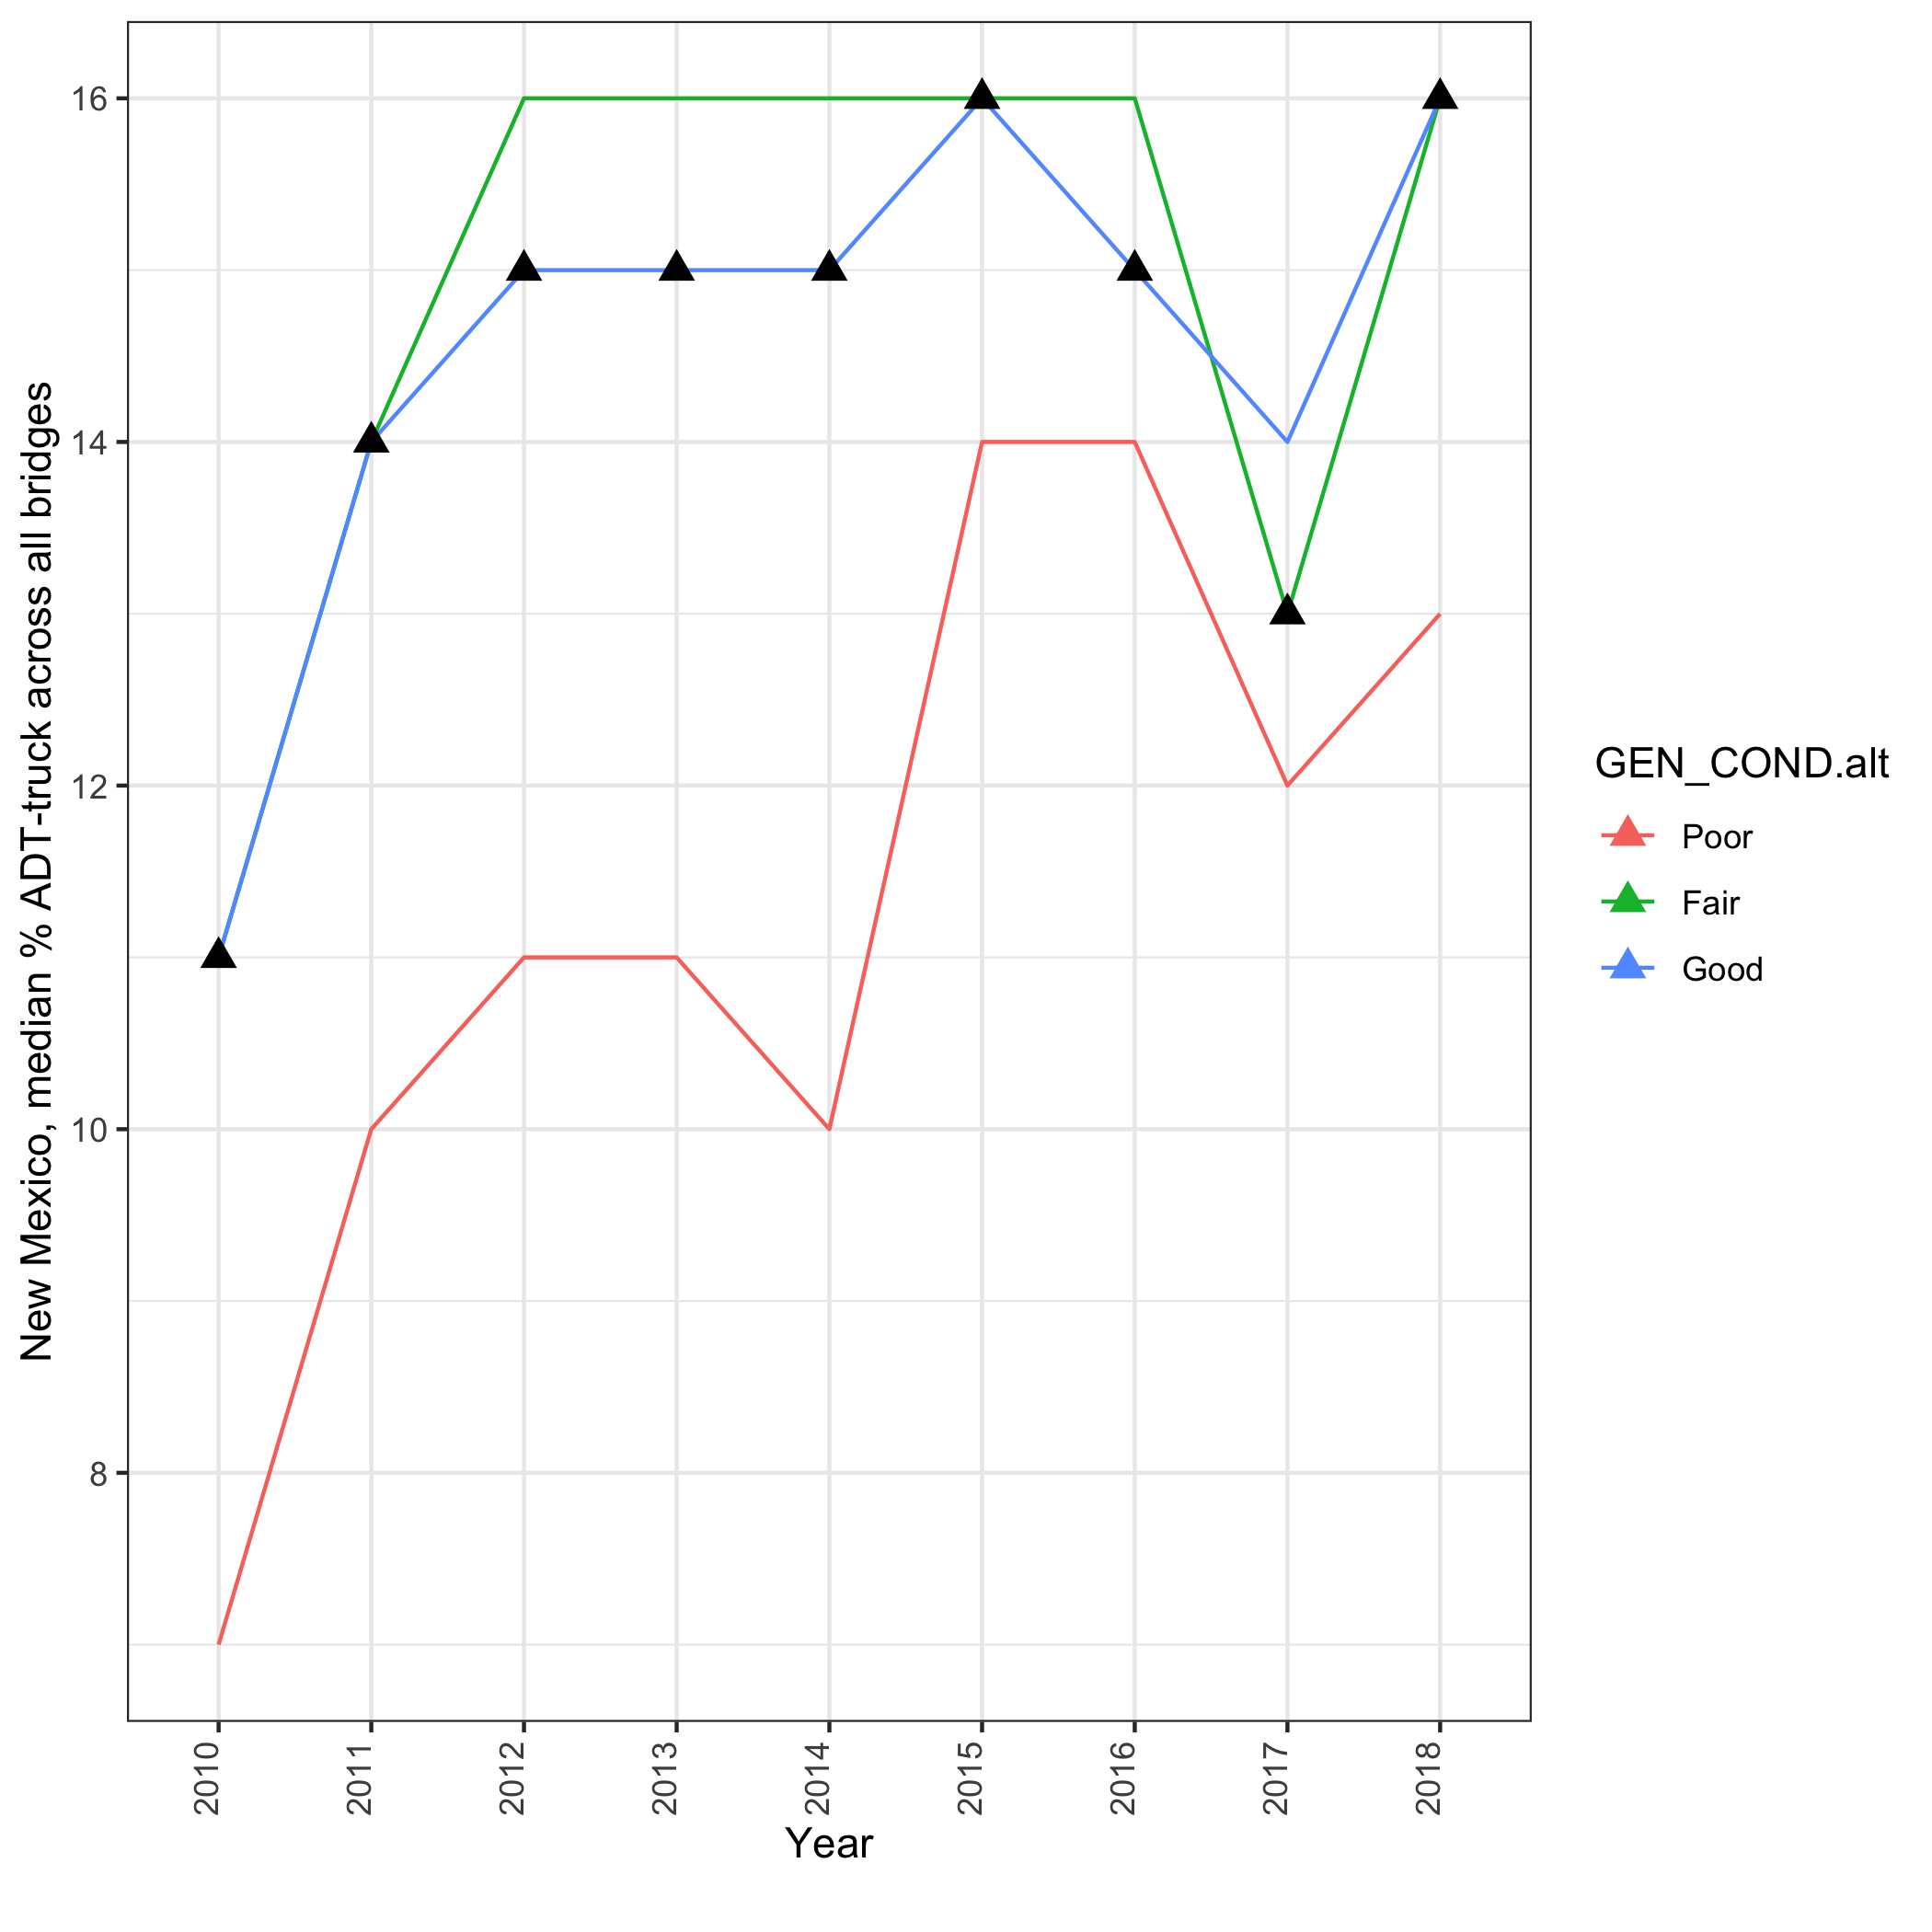 New Mexico, median % ADT-truck across all bridges
16
14
12
10
8
2010
2011
2012
2013
2014
2015
2016
2017
2018
Year
GEN_COND.alt
Poor
Fair
Good